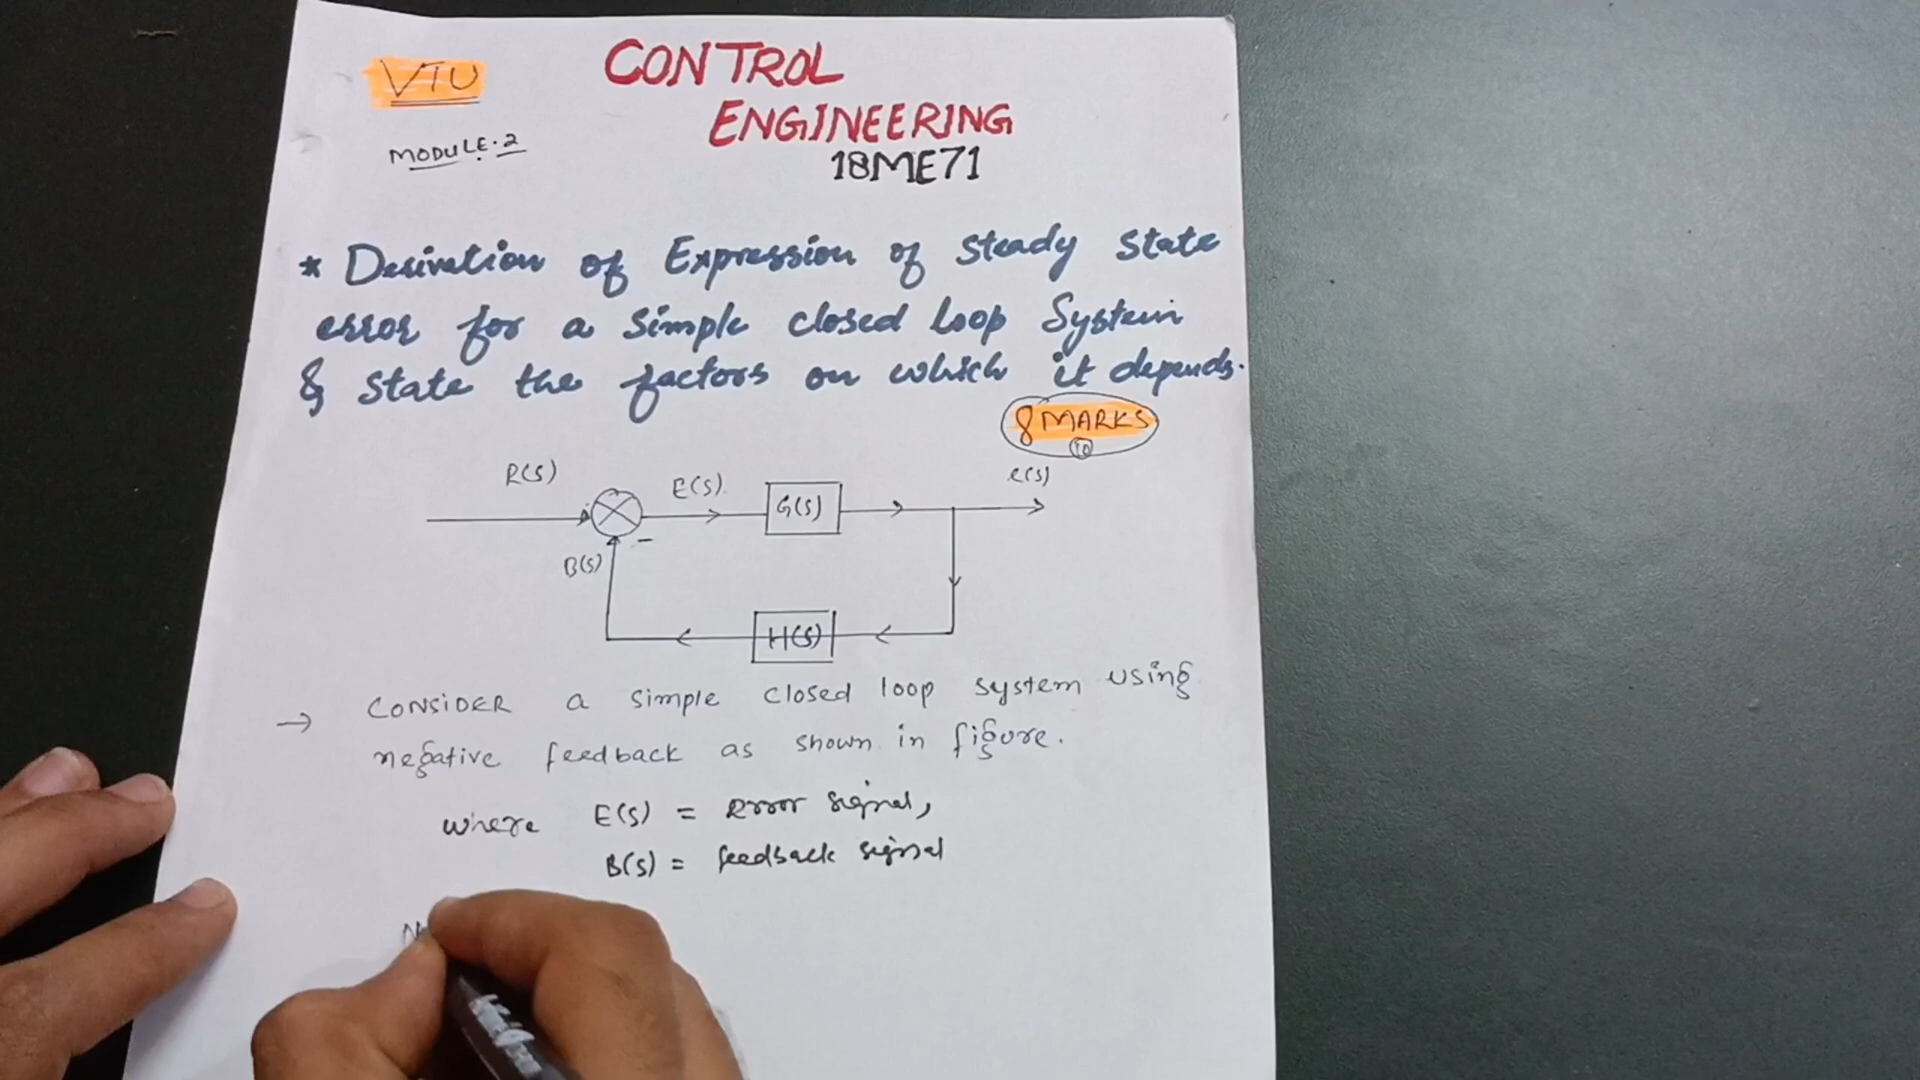 VTU
CONTROL
ENGINEERING
MODULE.2
18ME71
* Derivation of Expression of Steady State
error for a Simple closed loop System
& State the factors on which it depends.
8 MARKS
10
R(s)
E(s)
G(s)
C(s)
B(s)
-
H(s)
→ CONSIDER a simple closed loop system using
negative feedback as shown in figure.
where E(s) = Error signal,
B(s) = feedback signal